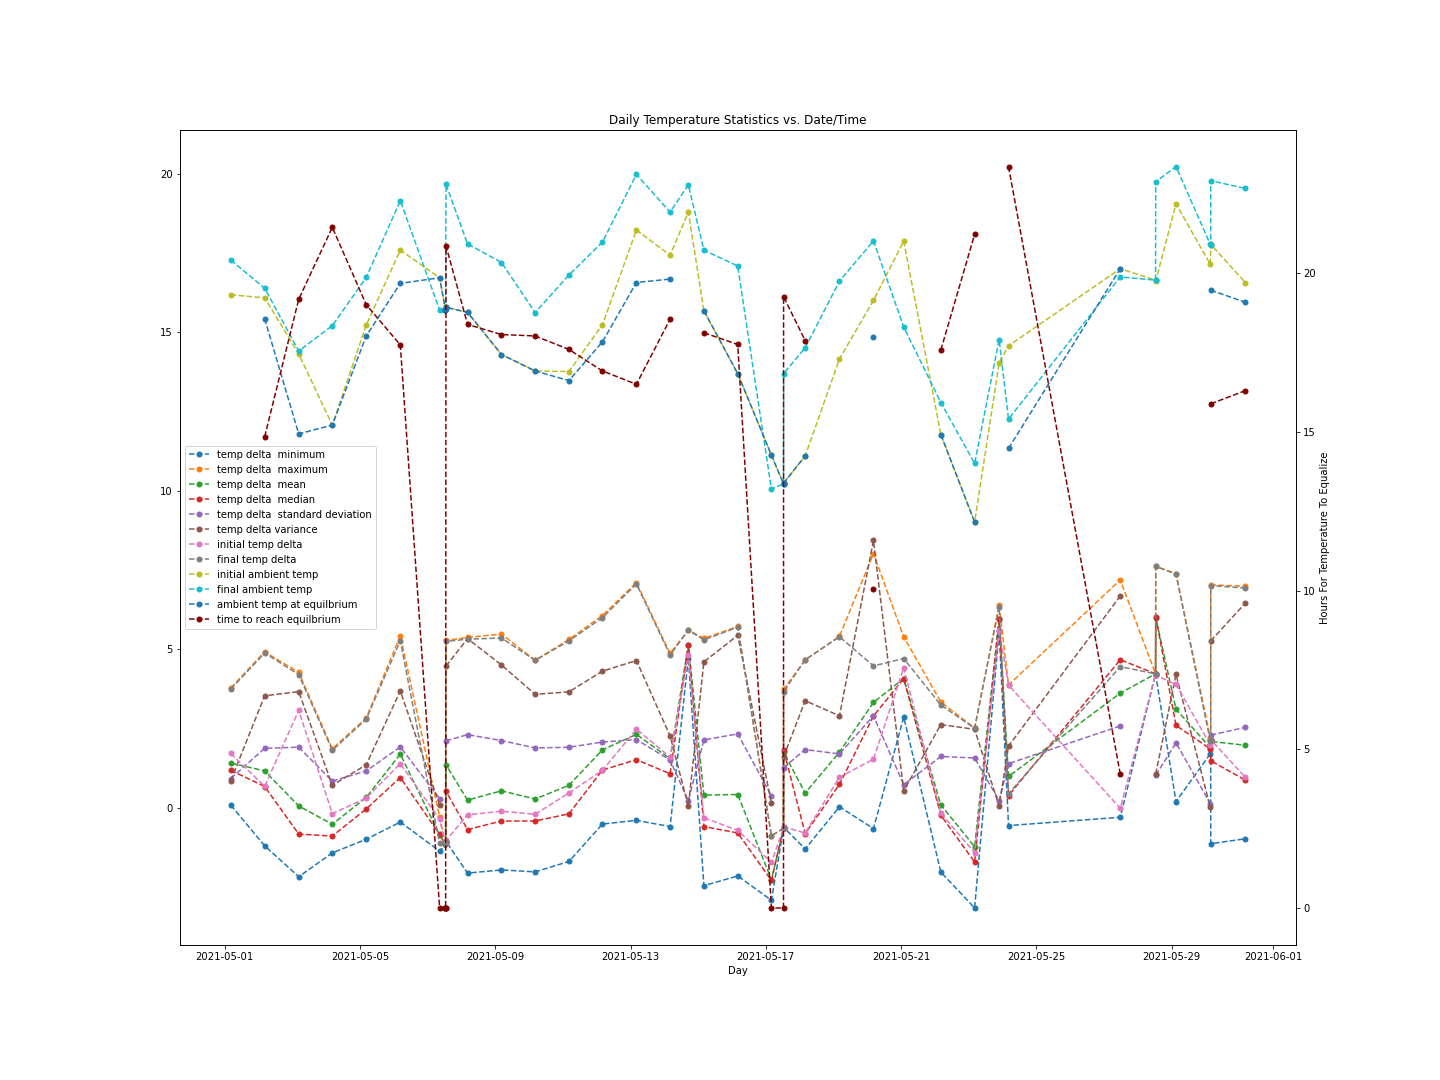 Daily Temperature Statistics vs. Date/Time
20
15
10
5
0
20
15
10
5
0
Hours For Temperature To Equalize
temp delta  minimum
temp delta  maximum
temp delta  mean
temp delta  median
temp delta  standard deviation
temp delta variance
initial temp delta
final temp delta
initial ambient temp
final ambient temp
ambient temp at equilbrium
time to reach equilbrium
2021-05-01 2021-05-05 2021-05-09 2021-05-13 2021-05-17 2021-05-21 2021-05-25 2021-05-29 2021-06-01
Day